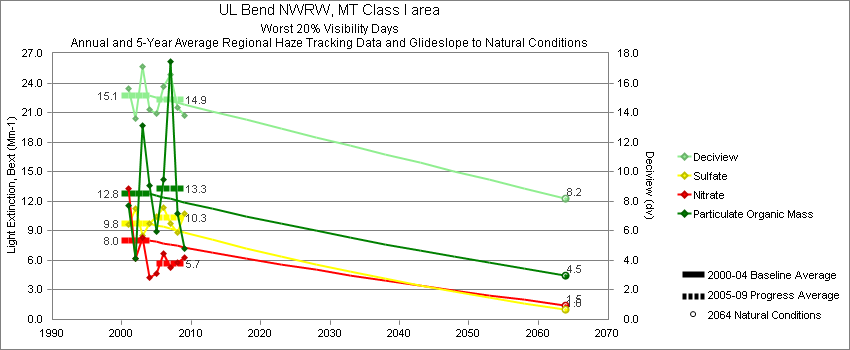 UL Bend NWRW, MT Class I area
Worst 20% Visibility Days
Annual and 5-Year Average Regional Haze Tracking Data and Glideslope to Natural Conditions
27.0 18.0
24.0 16.0
21.0 14.0
18.0 12.0
15.0 10.0
12.0 8.0
9.0 6.0
6.0 4.0
3.0 2.0
0.0 0.0
Light Extinction, Bext (Mm-1)
Deciview (dv)
15.1 14.9
12.8 13.3
9.8 10.3
8.0 5.7
8.2
4.5
1.5
1.0
1990 2000 2010 2020 2030 2040 2050 2060 2070
Deciview
Sulfate
Nitrate
Particulate Organic Mass
2000-04 Baseline Average
2005-09 Progress Average
2064 Natural Conditions